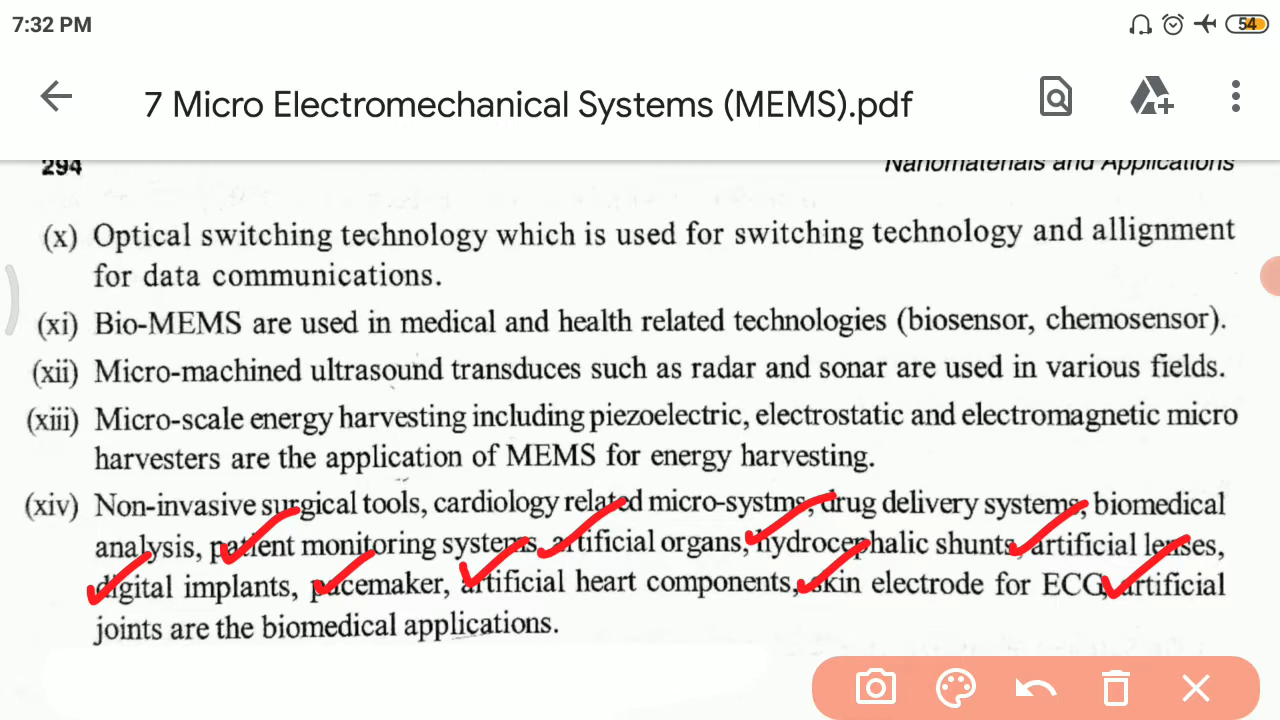 7:32 PM
54
7 Micro Electromechanical Systems (MEMS).pdf
294
Nanomaterials and Applications
(x) Optical switching technology which is used for switching technology and allignment
for data communications.
(xi) Bio-MEMS are used in medical and health related technologies (biosensor, chemosensor).
(xii) Micro-machined ultrasound transduces such as radar and sonar are used in various fields.
(xiii) Micro-scale energy harvesting including piezoelectric, electrostatic and electromagnetic micro
harvesters are the application of MEMS for energy harvesting.
(xiv) Non-invasive surgical tools, cardiology related micro-systms, drug delivery systems, biomedical
analysis, patient monitoring systems, artificial organs, hydrocephalic shunts, artificial lenses,
digital implants, pacemaker, artificial heart components, skin electrode for ECG, artificial
joints are the biomedical applications.